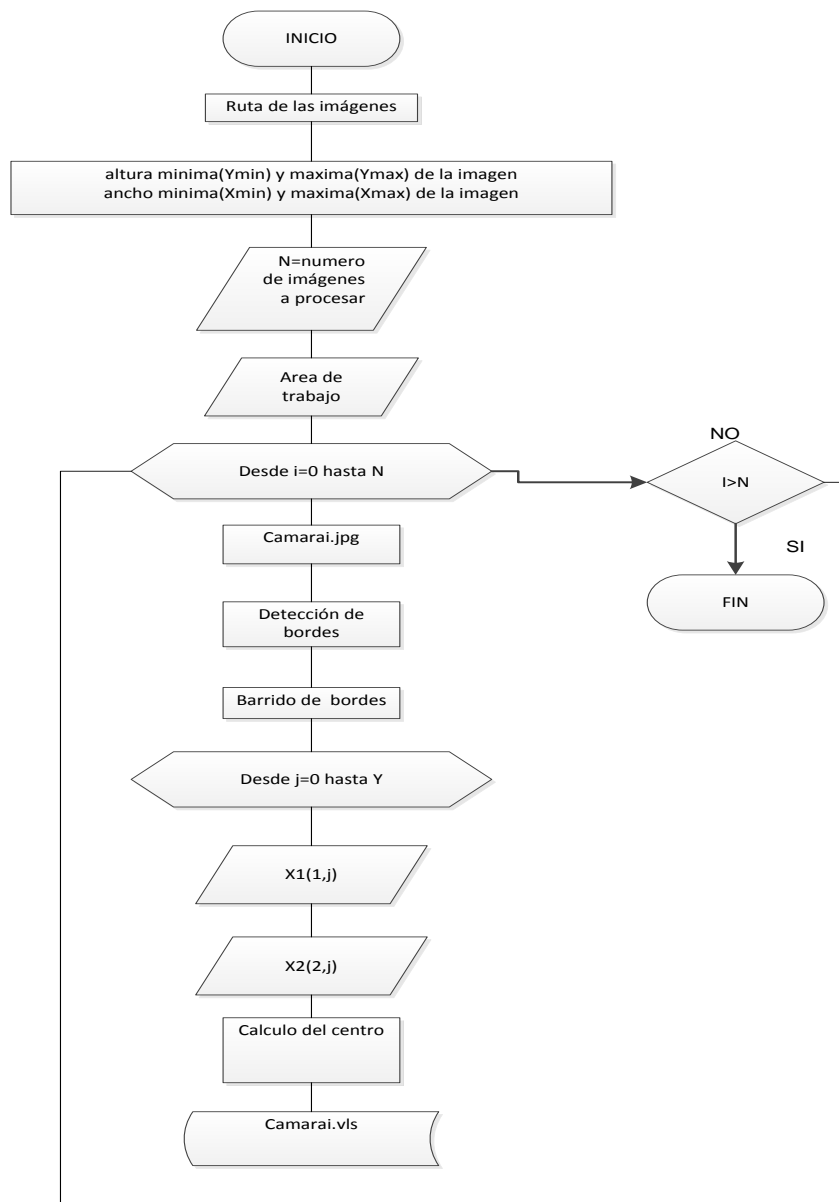 INICIO
Ruta de las imágenes
altura minima(Ymin) y maxima(Ymax) de la imagen
ancho minima(Xmin) y maxima(Xmax) de la imagen
N=numero
de imágenes
a procesar
Area de
trabajo
Desde i=0 hasta N
NO
I>N
SI
FIN
Camarai.jpg
Detección de
bordes
Barrido de bordes
Desde j=0 hasta Y
X1(1,j)
X2(2,j)
Calculo del centro
Camarai.vls